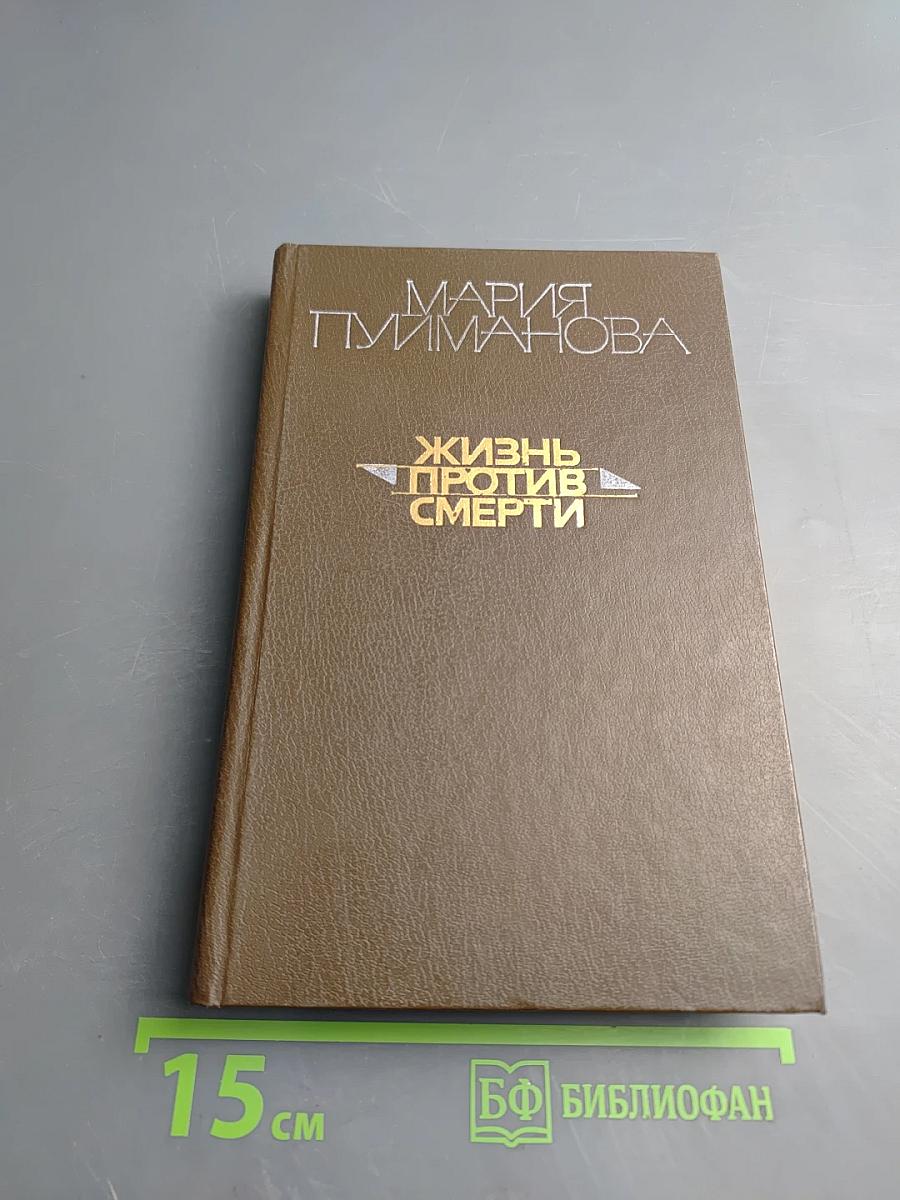 МАРИЯ
ПУЙМАНОВА
ЖИЗНЬ
ПРОТИВ
СМЕРТИ
15 см
БФ БИБЛИОФАН